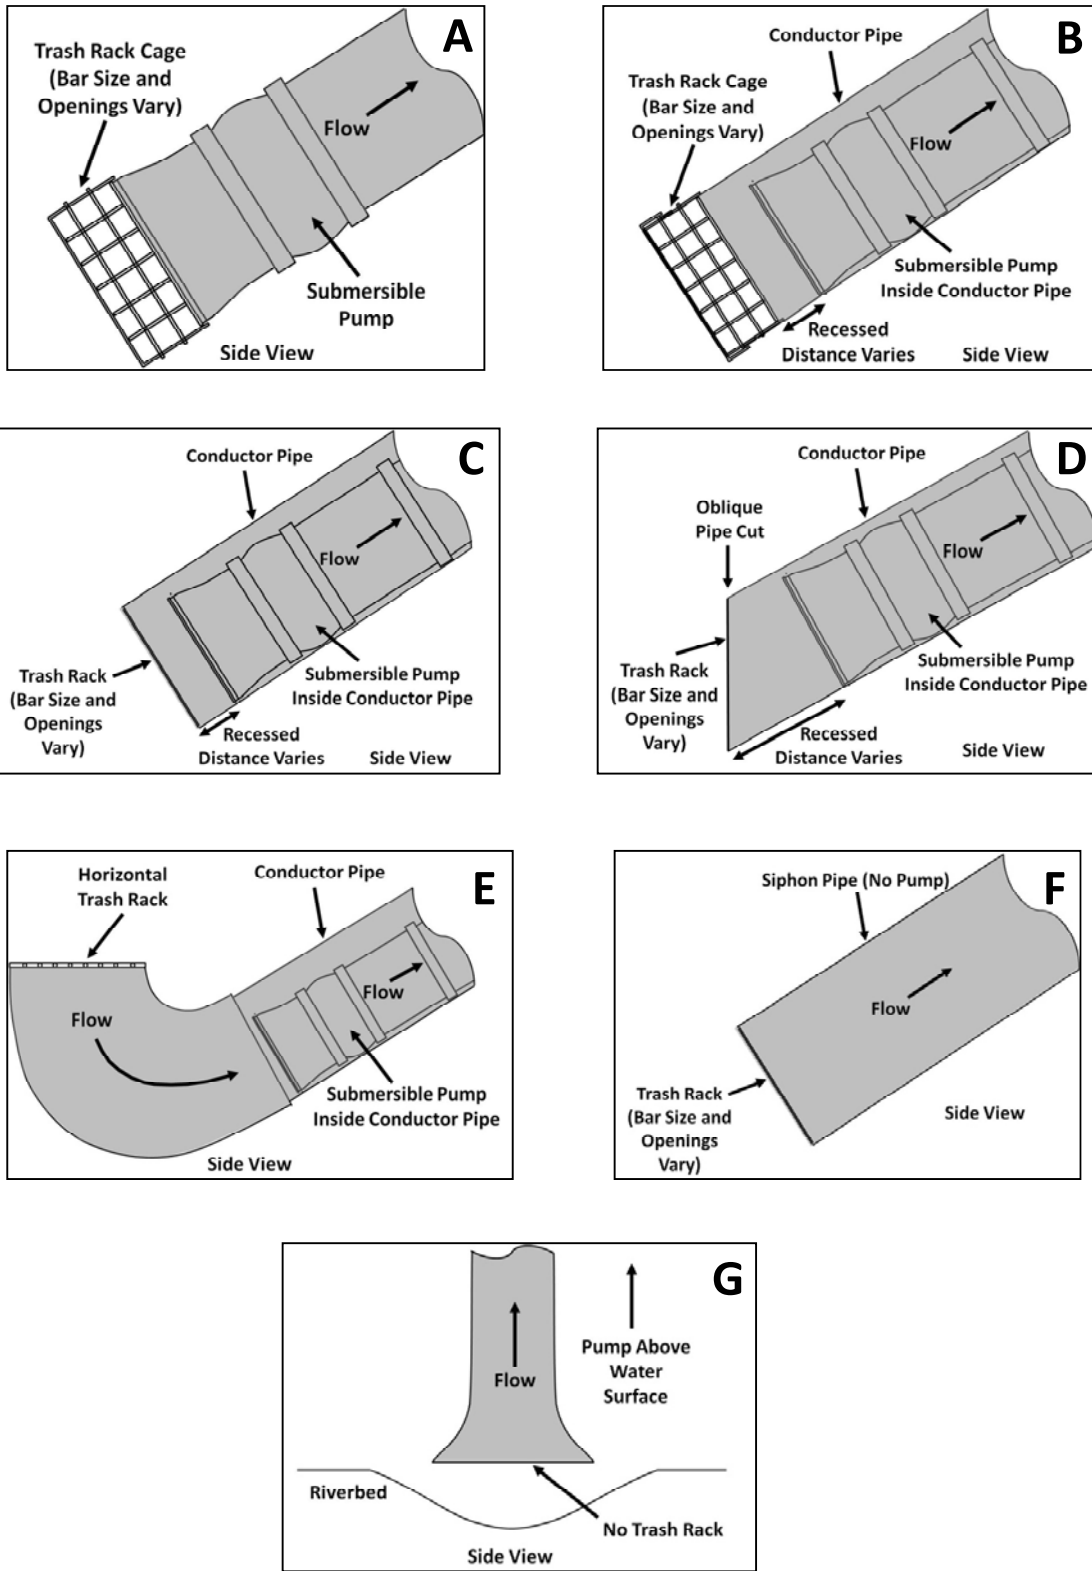 A
Trash Rack Cage
(Bar Size and
Openings Vary)
Flow
Submersible
Pump
Side View
B
Conductor Pipe
Trash Rack Cage
(Bar Size and
Openings Vary)
Flow
Submersible Pump
Inside Conductor Pipe
Recessed
Distance Varies
Side View
C
Conductor Pipe
Flow
Trash Rack
(Bar Size and
Openings
Vary)
Submersible Pump
Inside Conductor Pipe
Recessed
Distance Varies
Side View
D
Conductor Pipe
Oblique
Pipe Cut
Flow
Trash Rack
(Bar Size and
Openings
Vary)
Submersible Pump
Inside Conductor Pipe
Recessed
Distance Varies
Side View
E
Horizontal
Trash Rack
Conductor Pipe
Flow
Flow
Submersible Pump
Inside Conductor Pipe
Side View
F
Siphon Pipe (No Pump)
Flow
Trash Rack
(Bar Size and
Openings
Vary)
Side View
G
Pump Above
Water
Surface
Flow
Riverbed
No Trash Rack
Side View